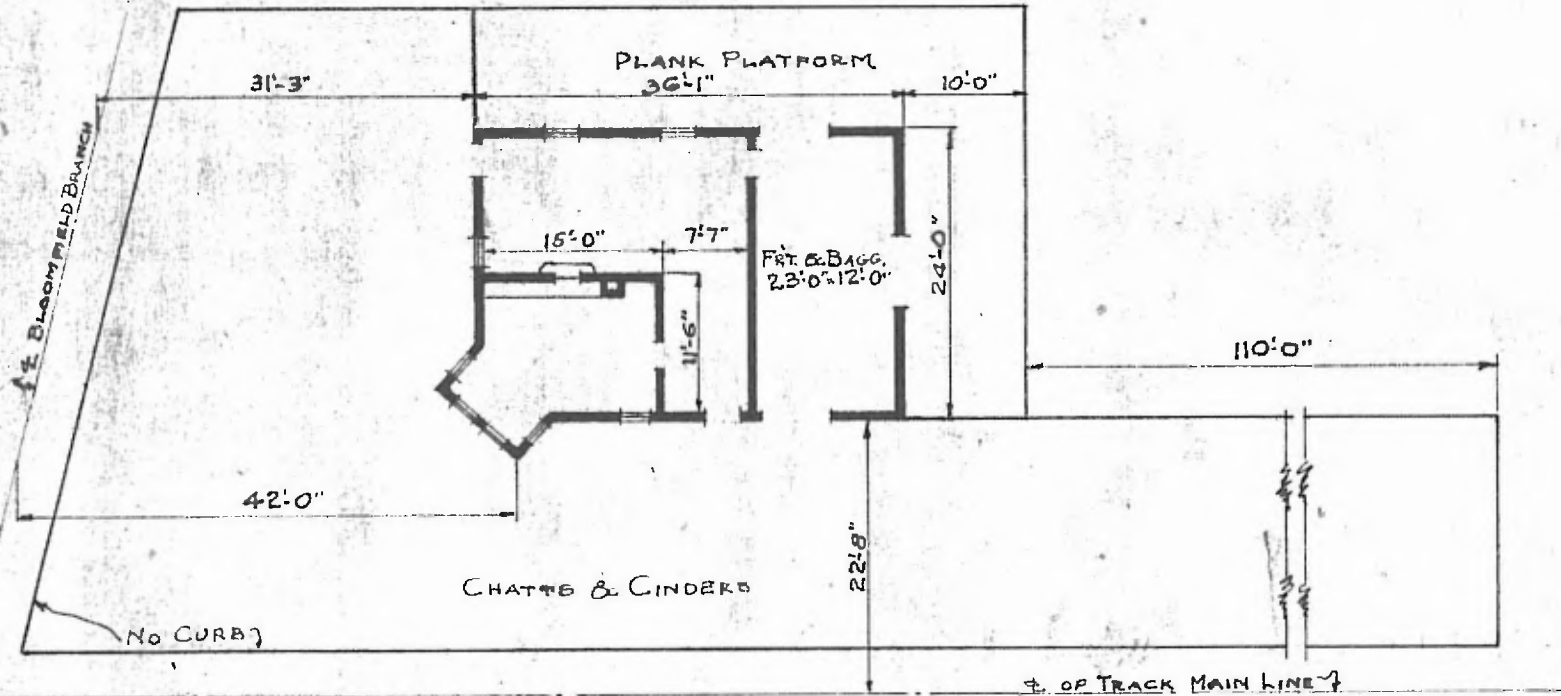 PLANK PLATFORM
31'-3"
36'-1"
10'-0"
℄ BLOOMFIELD BRANCH
15'-0"
7'-7"
FRT. & BAGG.
23'-0" x 12'-0"
24'-0"
11'-6"
110'-0"
42'-0"
22'-8"
CHATTS & CINDERS
NO CURB
℄ OF TRACK MAIN LINE